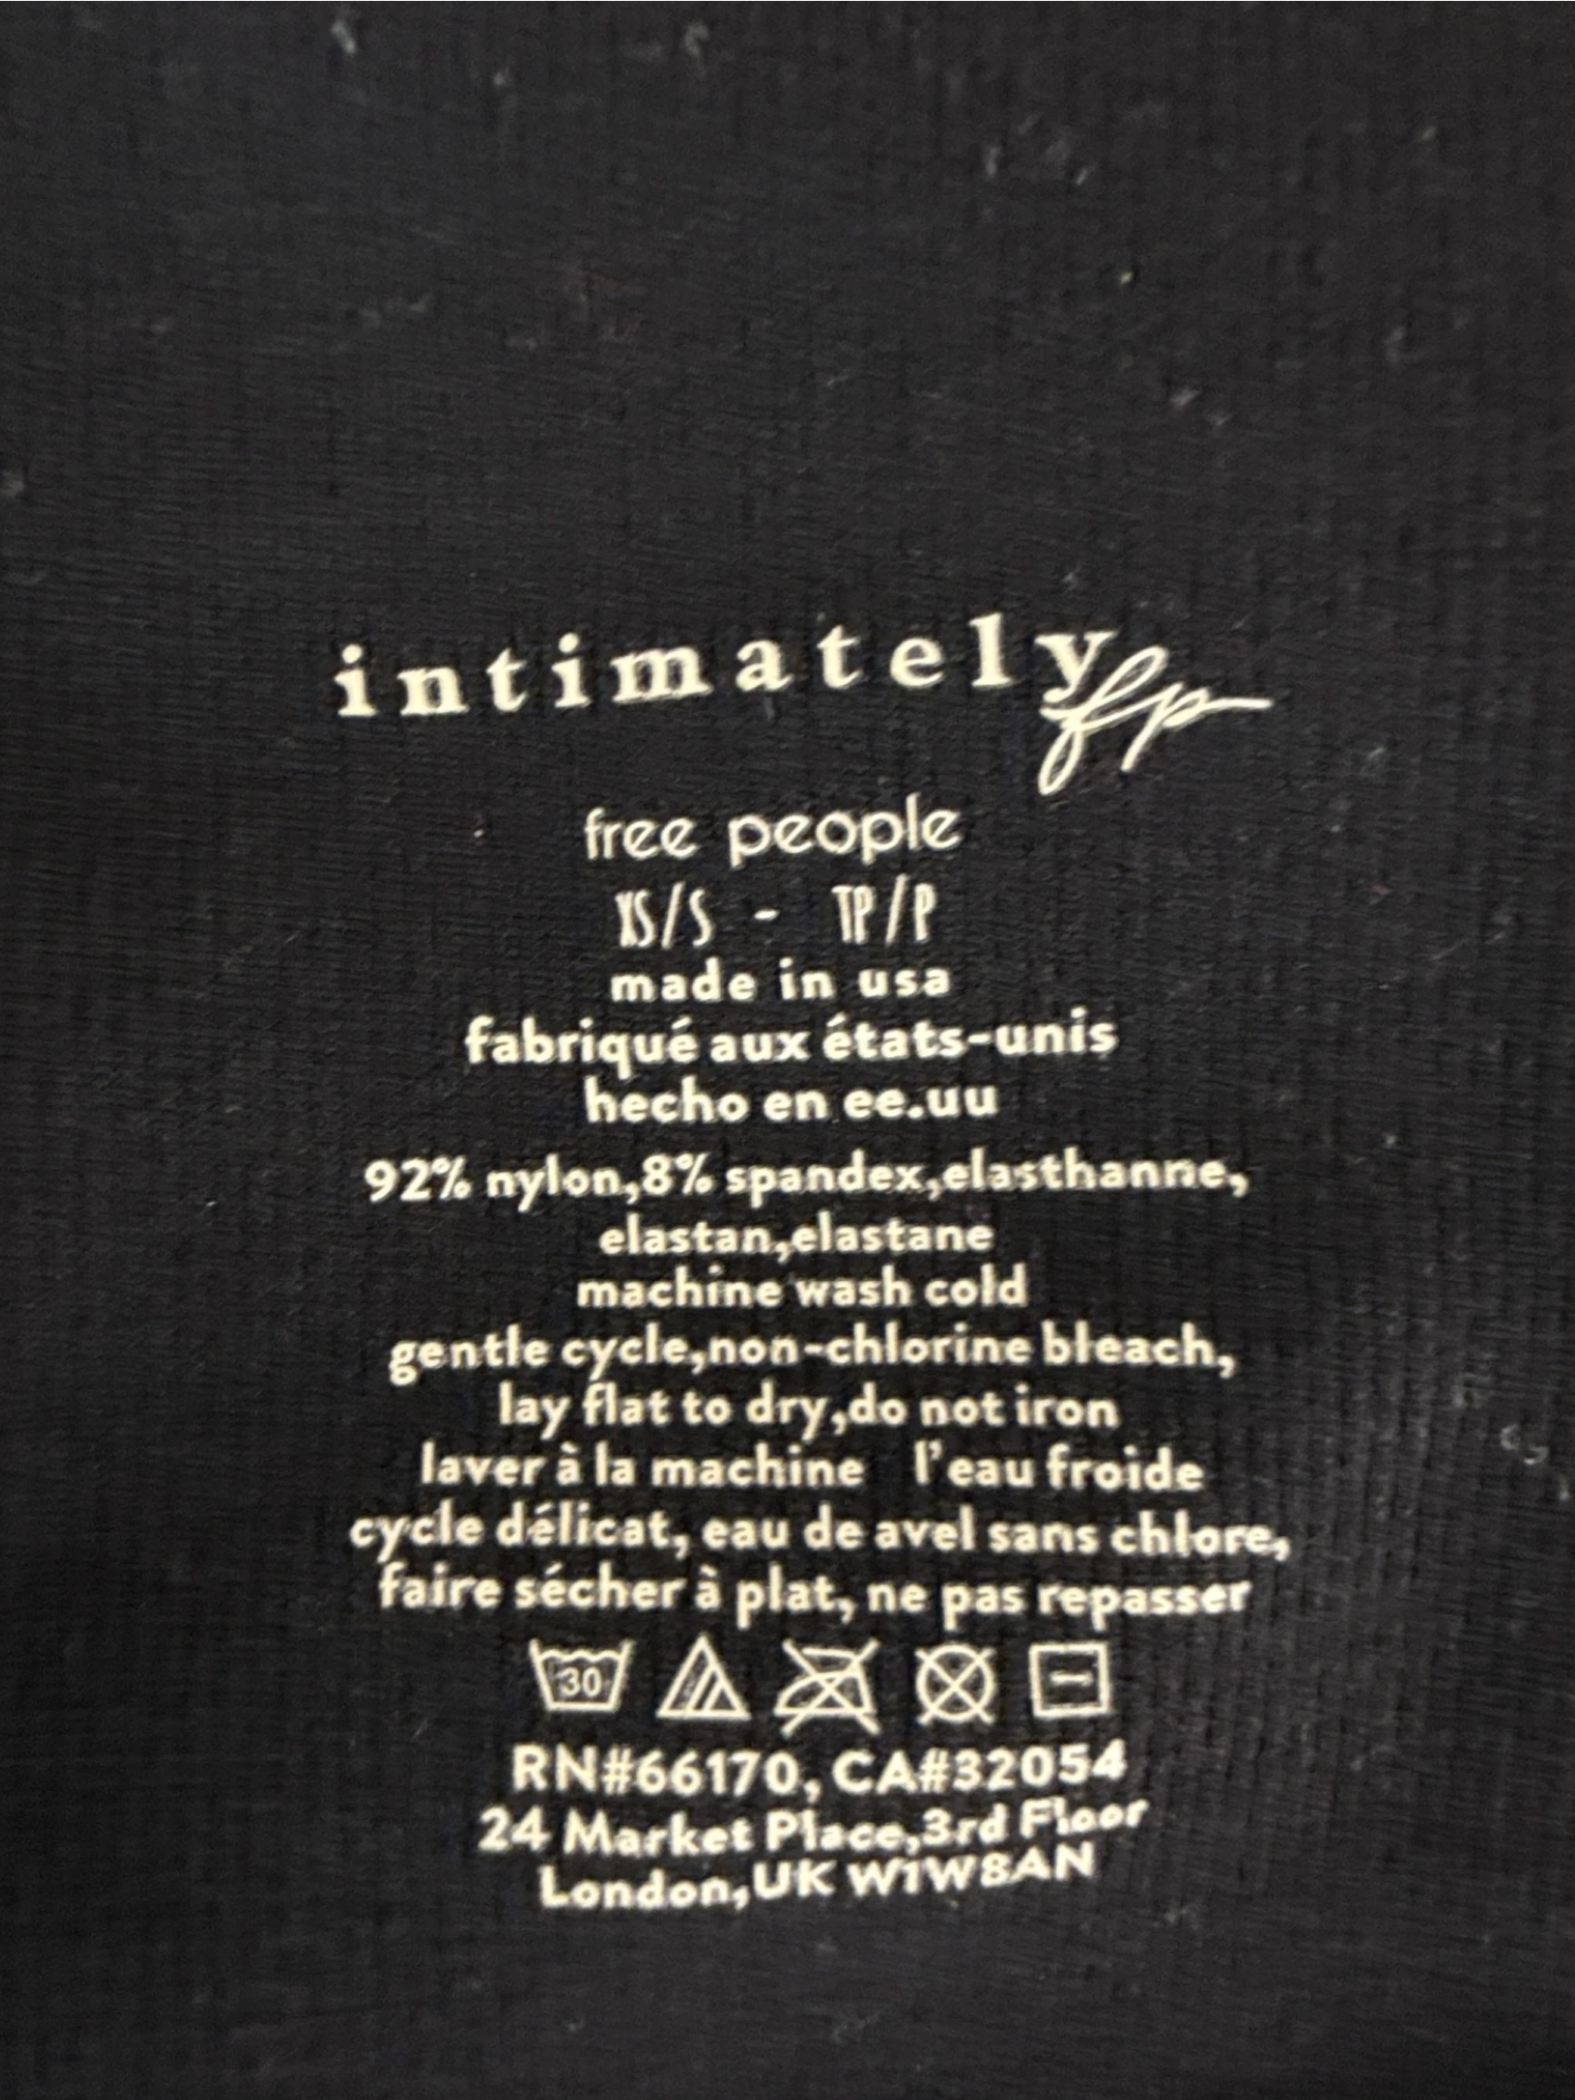 intimately fp
free people
XS/S - TP/P
made in usa
fabriqué aux états-unis
hecho en ee.uu
92% nylon,8% spandex,elasthanne,
elastan,elastane
machine wash cold
gentle cycle,non-chlorine bleach,
lay flat to dry,do not iron
laver à la machine l'eau froide
cycle délicat, eau de avel sans chlore,
faire sécher à plat, ne pas repasser
30
RN#66170, CA#32054
24 Market Place,3rd Floor
London,UK W1W8AN